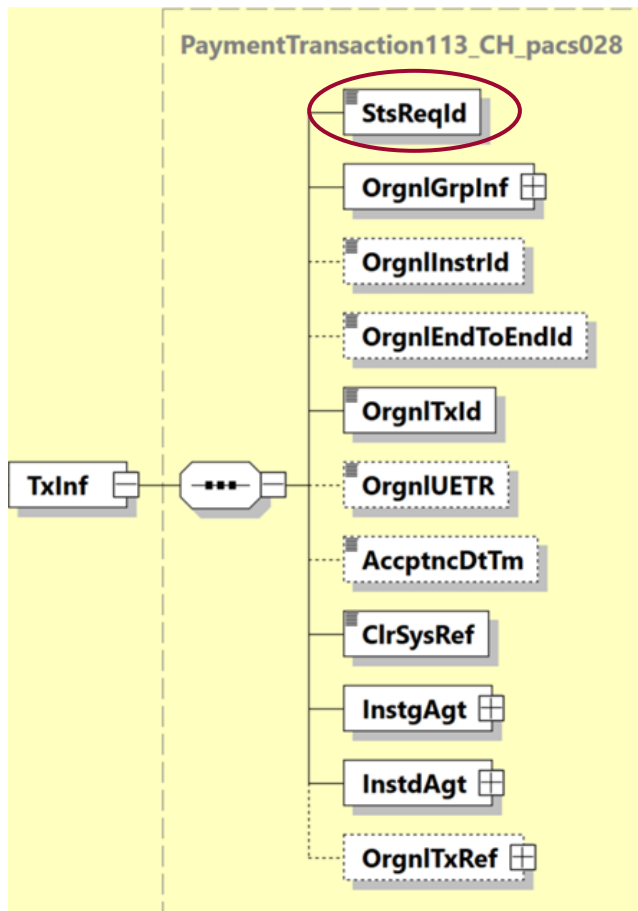 PaymentTransaction113_CH_pacs028
StsReqId
OrgnlGrpInf
OrgnlInstrId
OrgnlEndToEndId
OrgnlTxId
TxInf
OrgnlUETR
AccptncDtTm
ClrSysRef
InstgAgt
InstdAgt
OrgnlTxRef